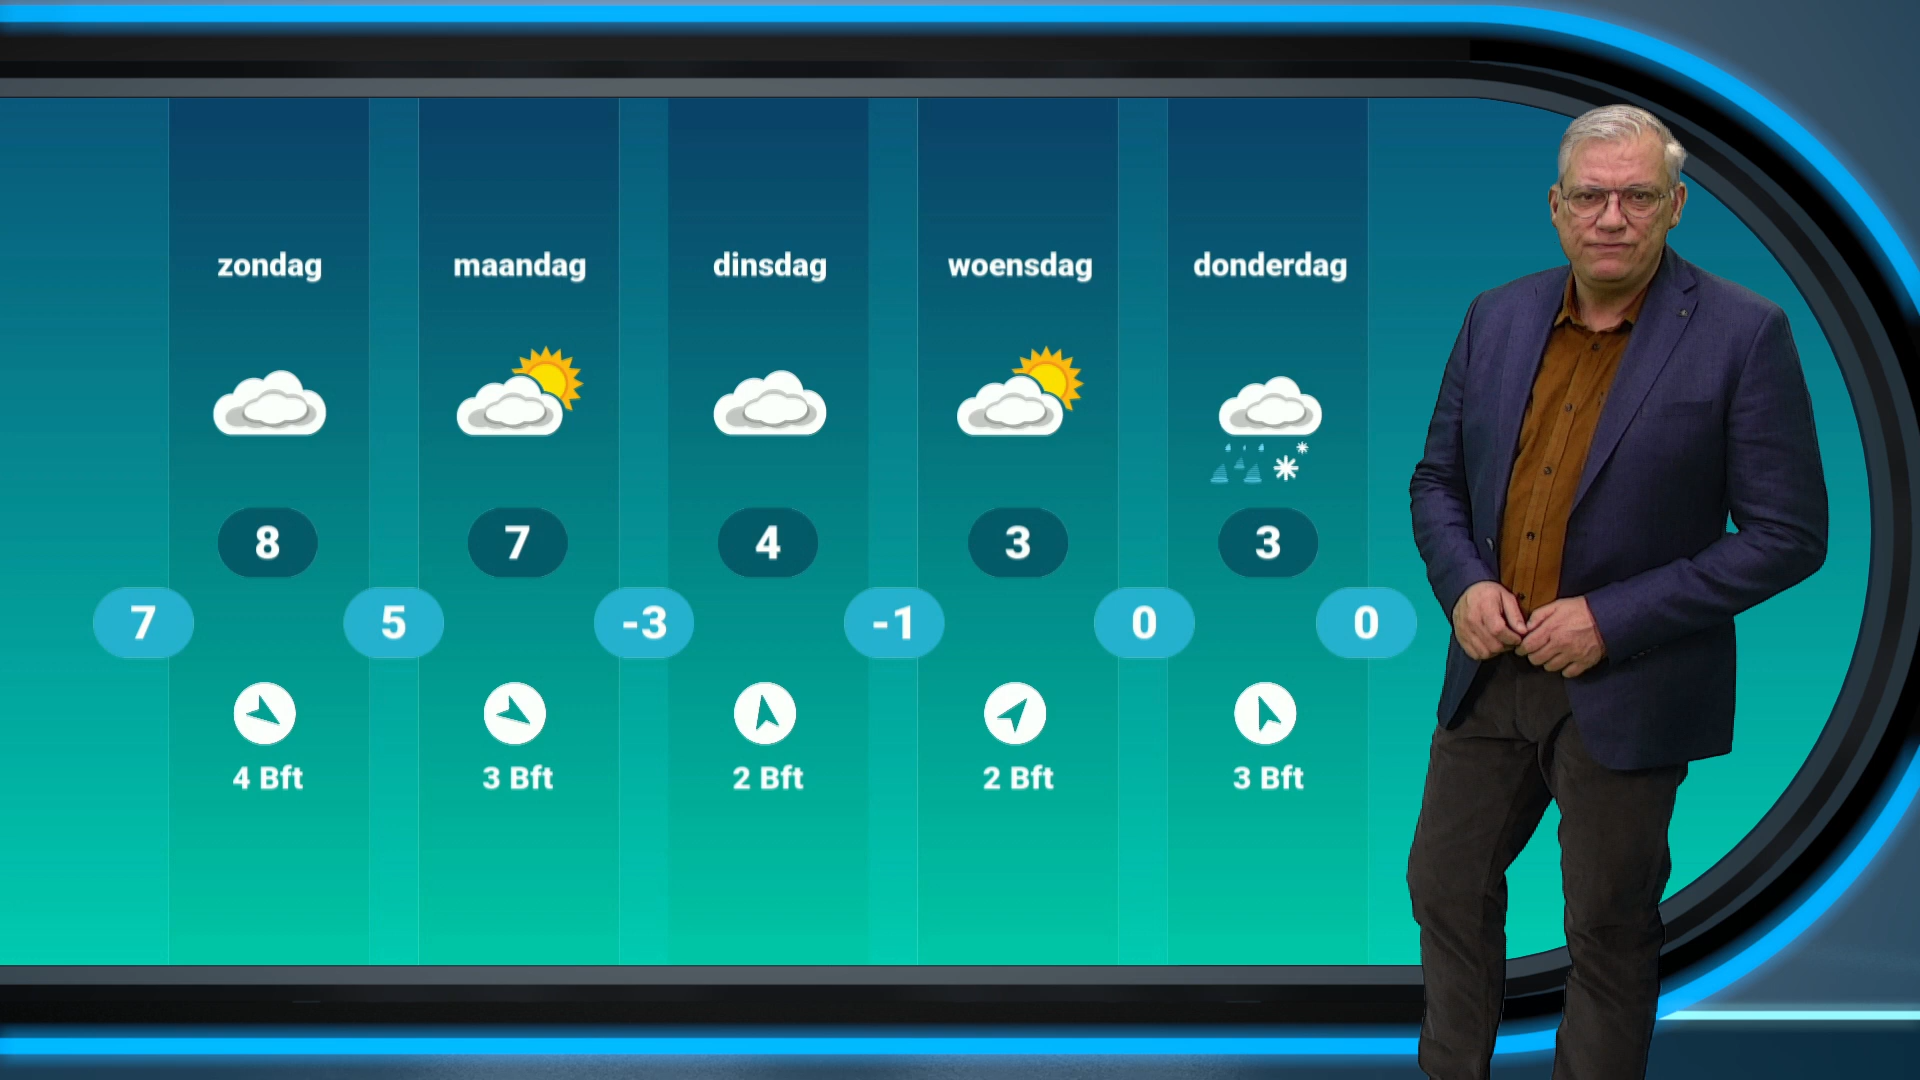 zondag maandag dinsdag woensdag donderdag
8 7 4 3 3
7 5 -3 -1 0 0
4 Bft 3 Bft 2 Bft 2 Bft 3 Bft